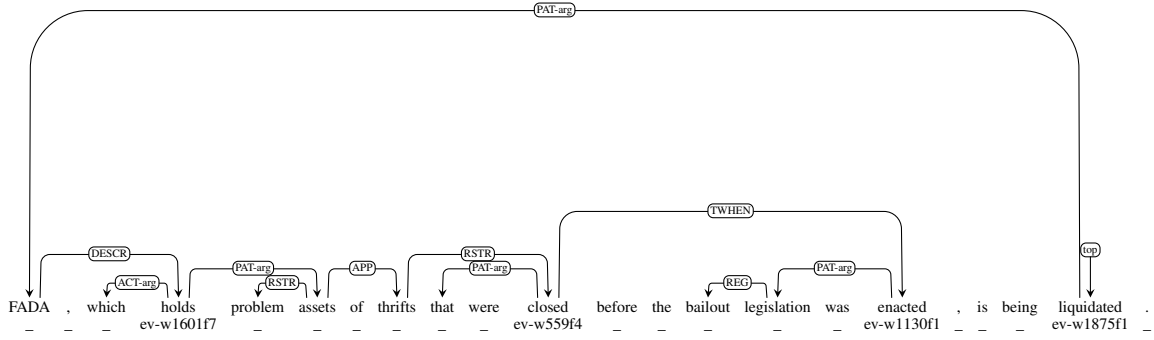 PAT-arg
TWHEN
top
DESCR RSTR
PAT-arg APP PAT-arg PAT-arg
ACT-arg RSTR REG
FADA , which holds problem assets of thrifts that were closed before the bailout legislation was enacted , is being liquidated .
_ _ _ ev-w1601f7 _ _ _ _ _ _ ev-w559f4 _ _ _ _ _ ev-w1130f1 _ _ _ ev-w1875f1 _